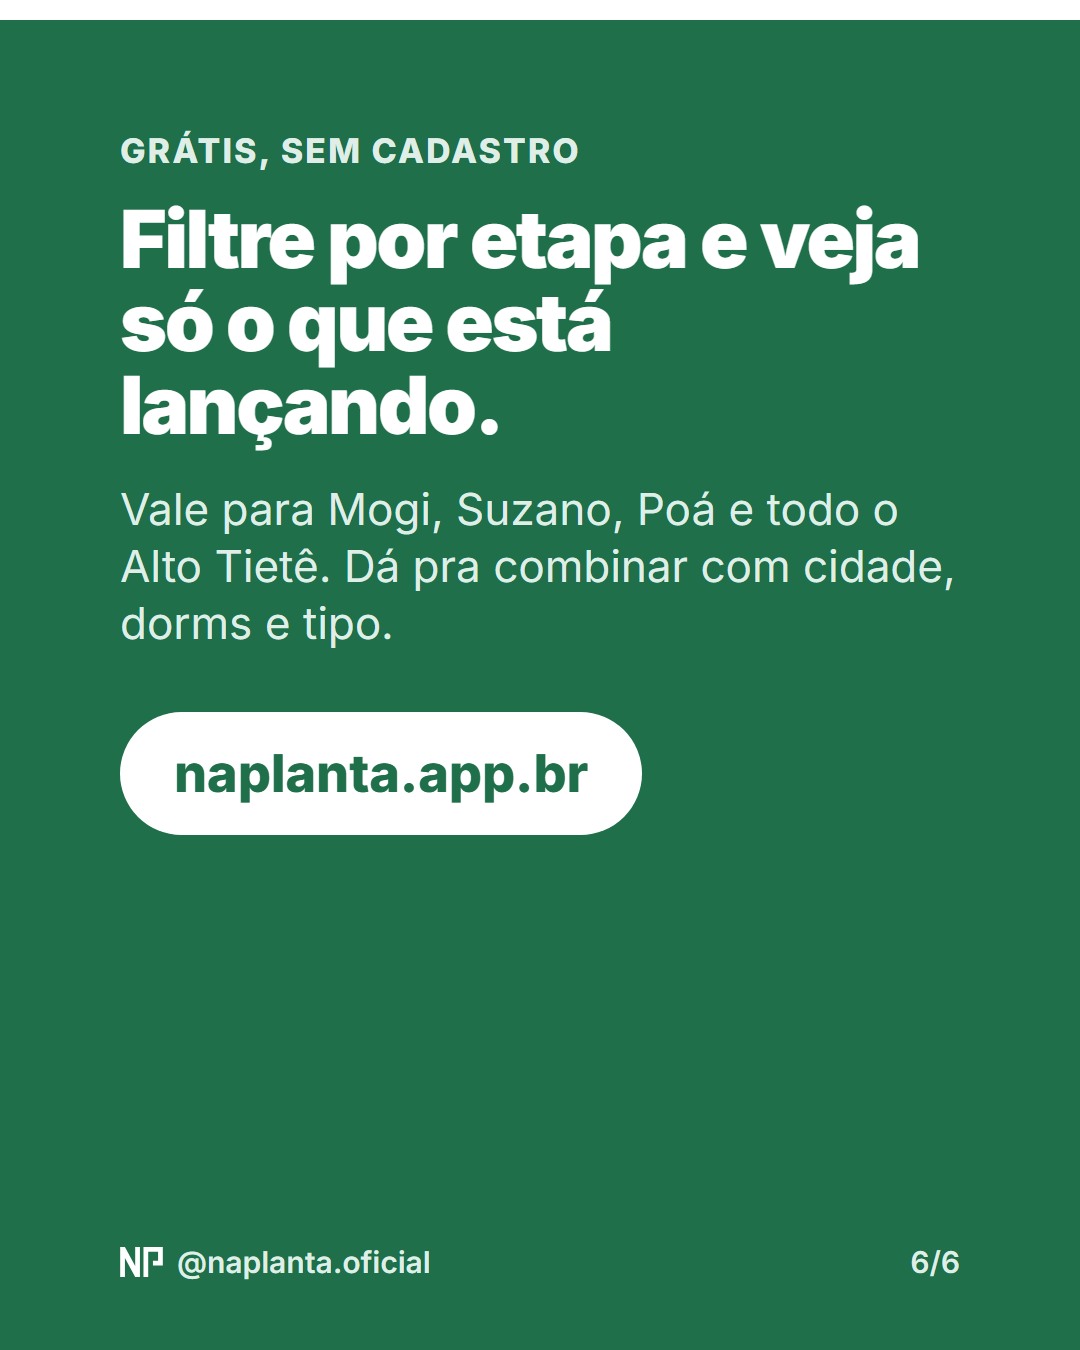 GRÁTIS, SEM CADASTRO
Filtre por etapa e veja
só o que está
lançando.
Vale para Mogi, Suzano, Poá e todo o
Alto Tietê. Dá pra combinar com cidade,
dorms e tipo.
naplanta.app.br
NP @naplanta.oficial
6/6